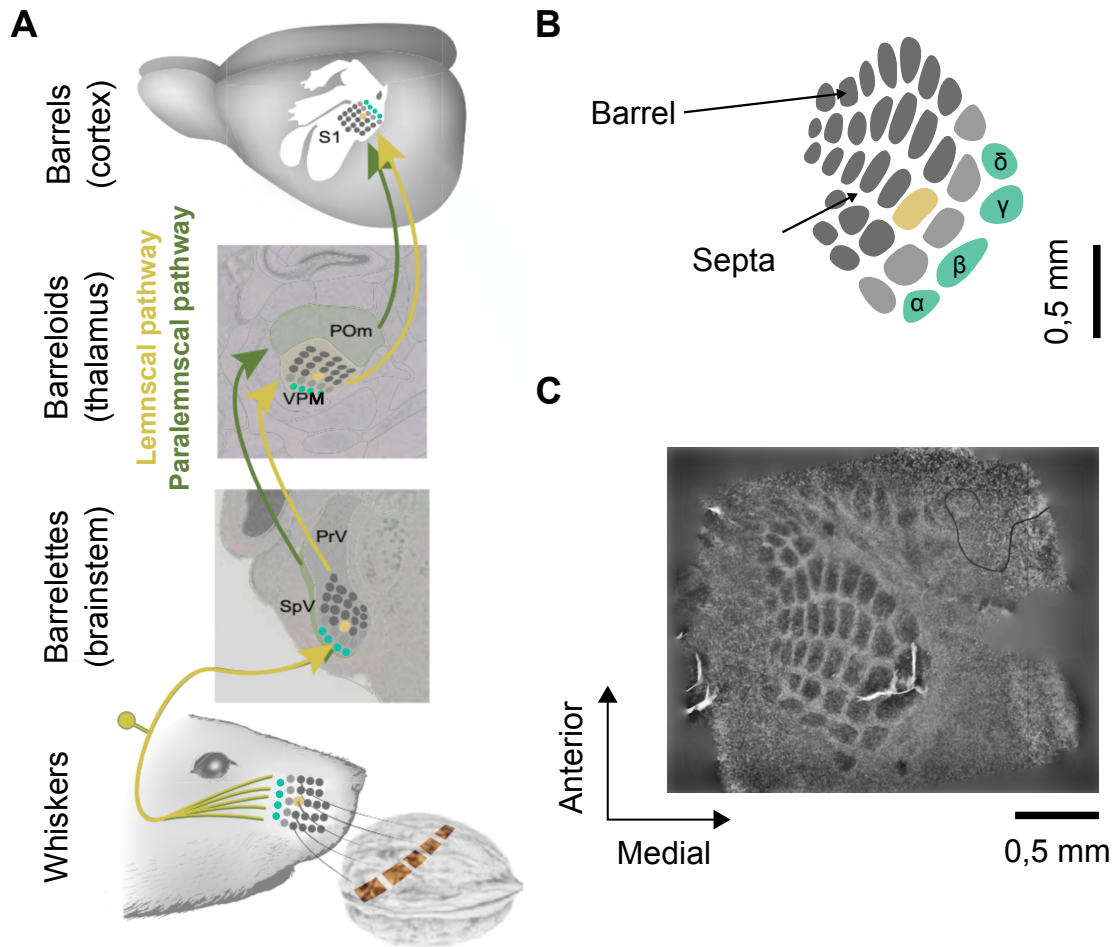 A
Barrels
(cortex)
S1
Barreloids
(thalamus)
Lemnscal pathway
Paralemnscal pathway
POm
VPM
Barrelettes
(brainstem)
PrV
SpV
Whiskers
B
Barrel
Septa
δ
γ
β
α
0,5 mm
C
Anterior
Medial
0,5 mm